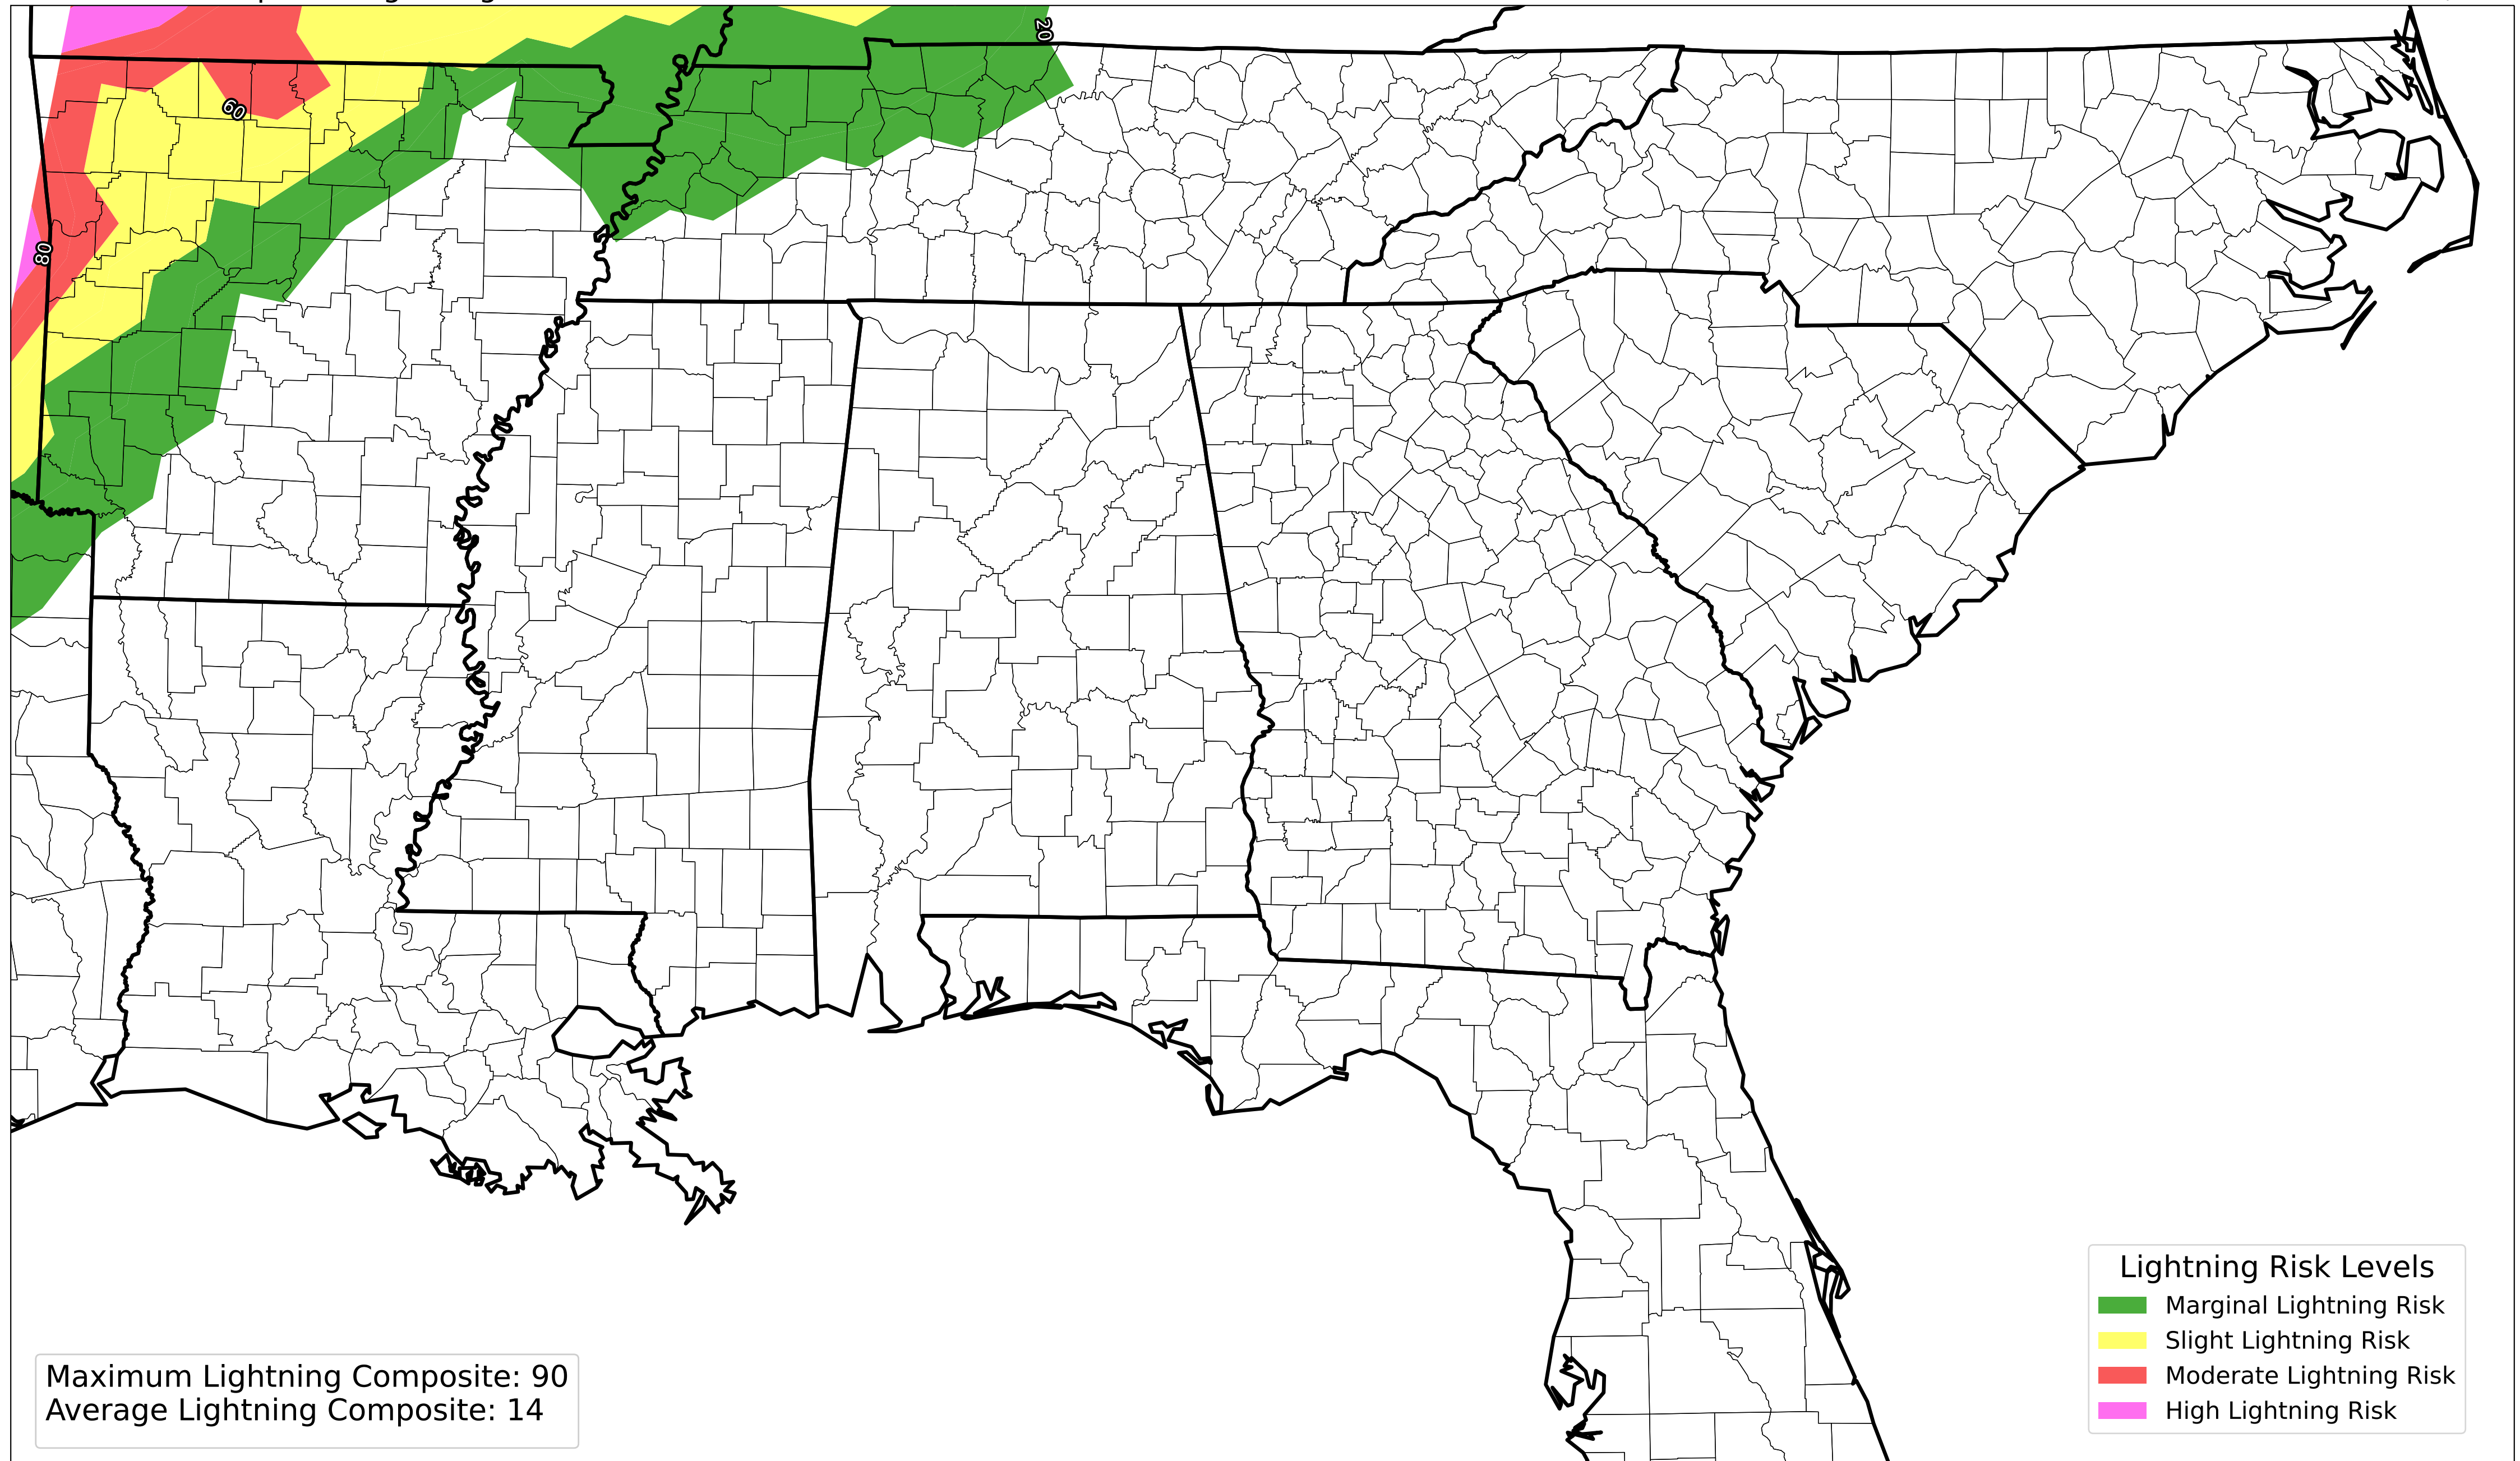 20
60
80
Lightning Risk Levels
Marginal Lightning Risk
Slight Lightning Risk
Moderate Lightning Risk
High Lightning Risk
Maximum Lightning Composite: 90
Average Lightning Composite: 14